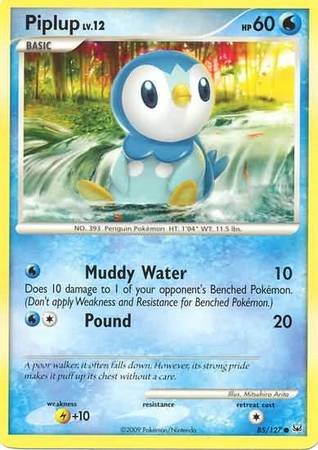 Piplup LV.12 HP 60
BASIC
NO. 393 Penguin Pokémon HT: 1'04" WT: 11.5 lbs.
Muddy Water 10
Does 10 damage to 1 of your opponent's Benched Pokémon.
(Don't apply Weakness and Resistance for Benched Pokémon.)
Pound 20
A poor walker, it often falls down. However, its strong pride
makes it puff up its chest without a care.
Illus. Mitsuhiro Arita
weakness resistance retreat cost
+10
©2009 Pokémon/Nintendo 85/127